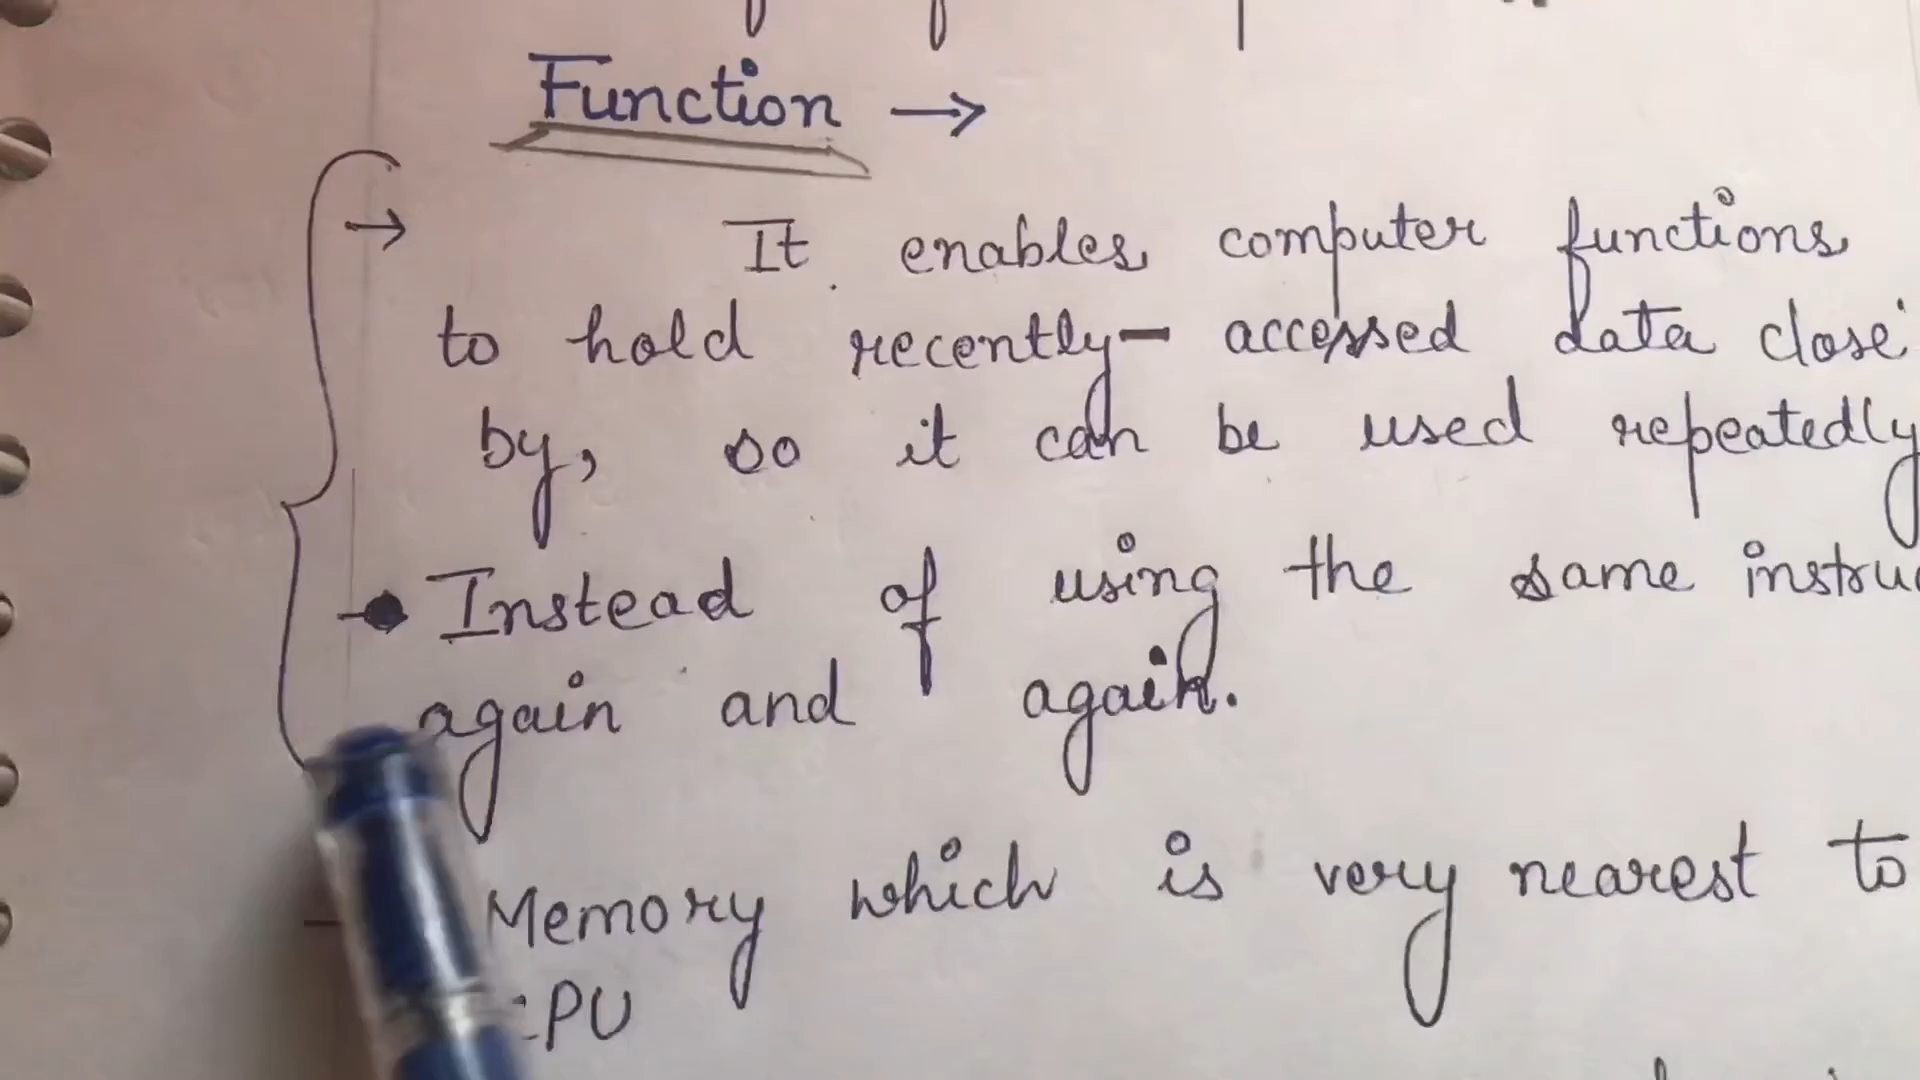 Function →
→ It enables computer functions
to hold recently- accessed data close
by, so it can be used repeatedly
Instead of using the same
again and again.
Memory which is very nearest to
CPU